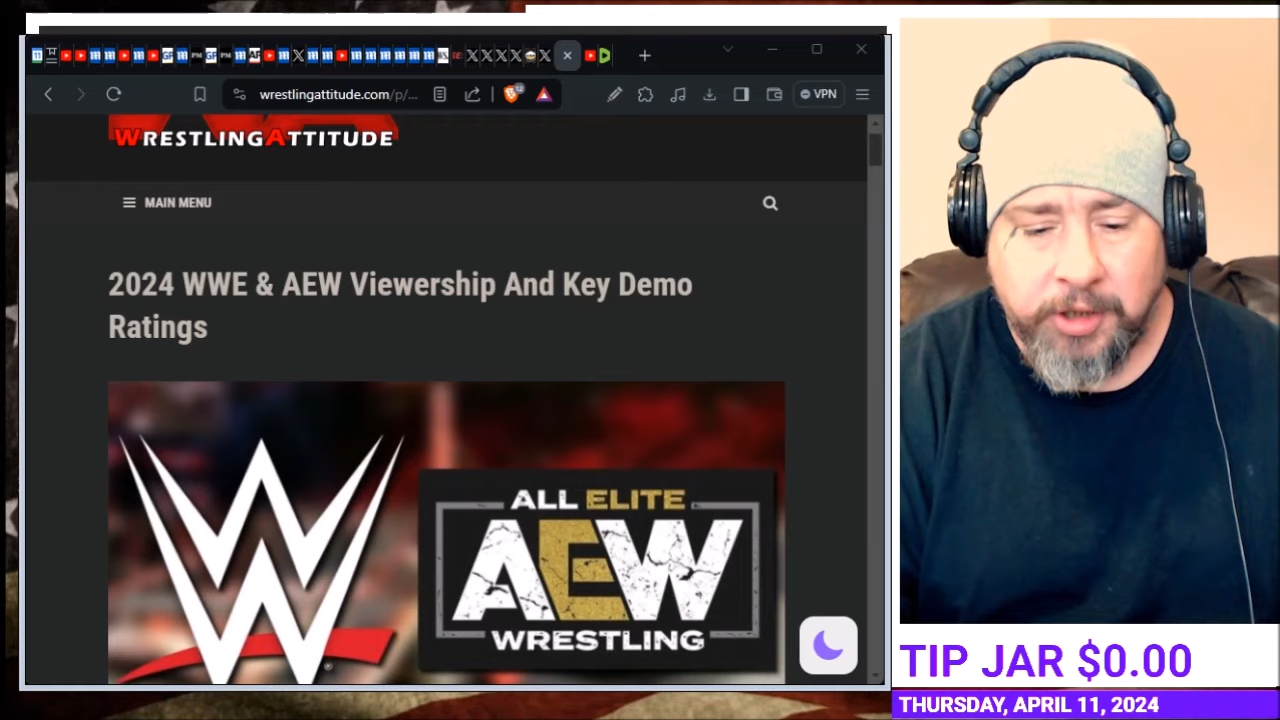 wrestlingattitude.com/p/...
12
VPN
WRESTLINGATTITUDE
MAIN MENU
2024 WWE & AEW Viewership And Key Demo
Ratings
W
ALL ELITE
AEW
WRESTLING
TIP JAR $0.00
THURSDAY, APRIL 11, 2024